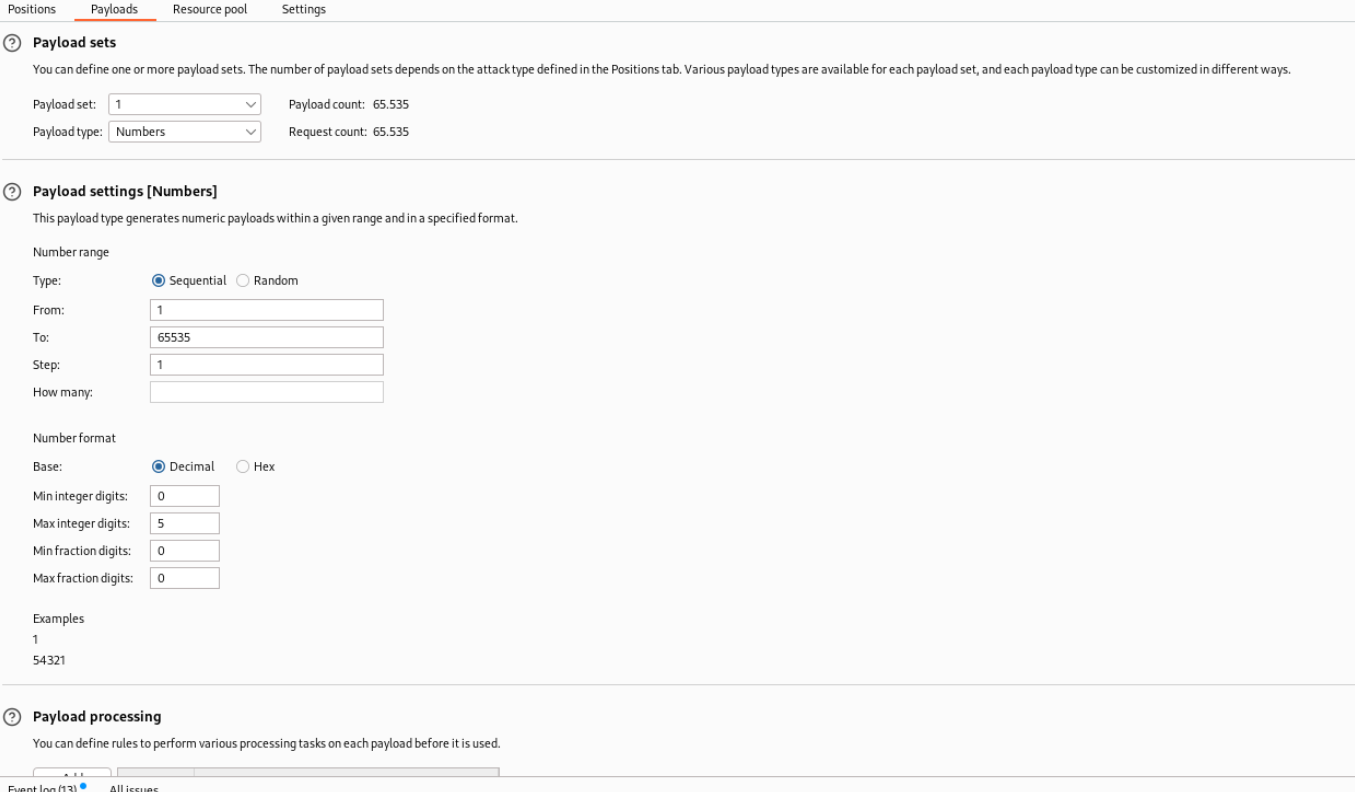 Positions Payloads Resource pool Settings
Payload sets
You can define one or more payload sets. The number of payload sets depends on the attack type defined in the Positions tab. Various payload types are available for each payload set, and each payload type can be customized in different ways.
Payload set: 1 Payload count: 65.535
Payload type: Numbers Request count: 65.535
Payload settings [Numbers]
This payload type generates numeric payloads within a given range and in a specified format.
Number range
Type: Sequential Random
From: 1
To: 65535
Step: 1
How many:
Number format
Base: Decimal Hex
Min integer digits: 0
Max integer digits: 5
Min fraction digits: 0
Max fraction digits: 0
Examples
1
54321
Payload processing
You can define rules to perform various processing tasks on each payload before it is used.
Event log (13) All issues